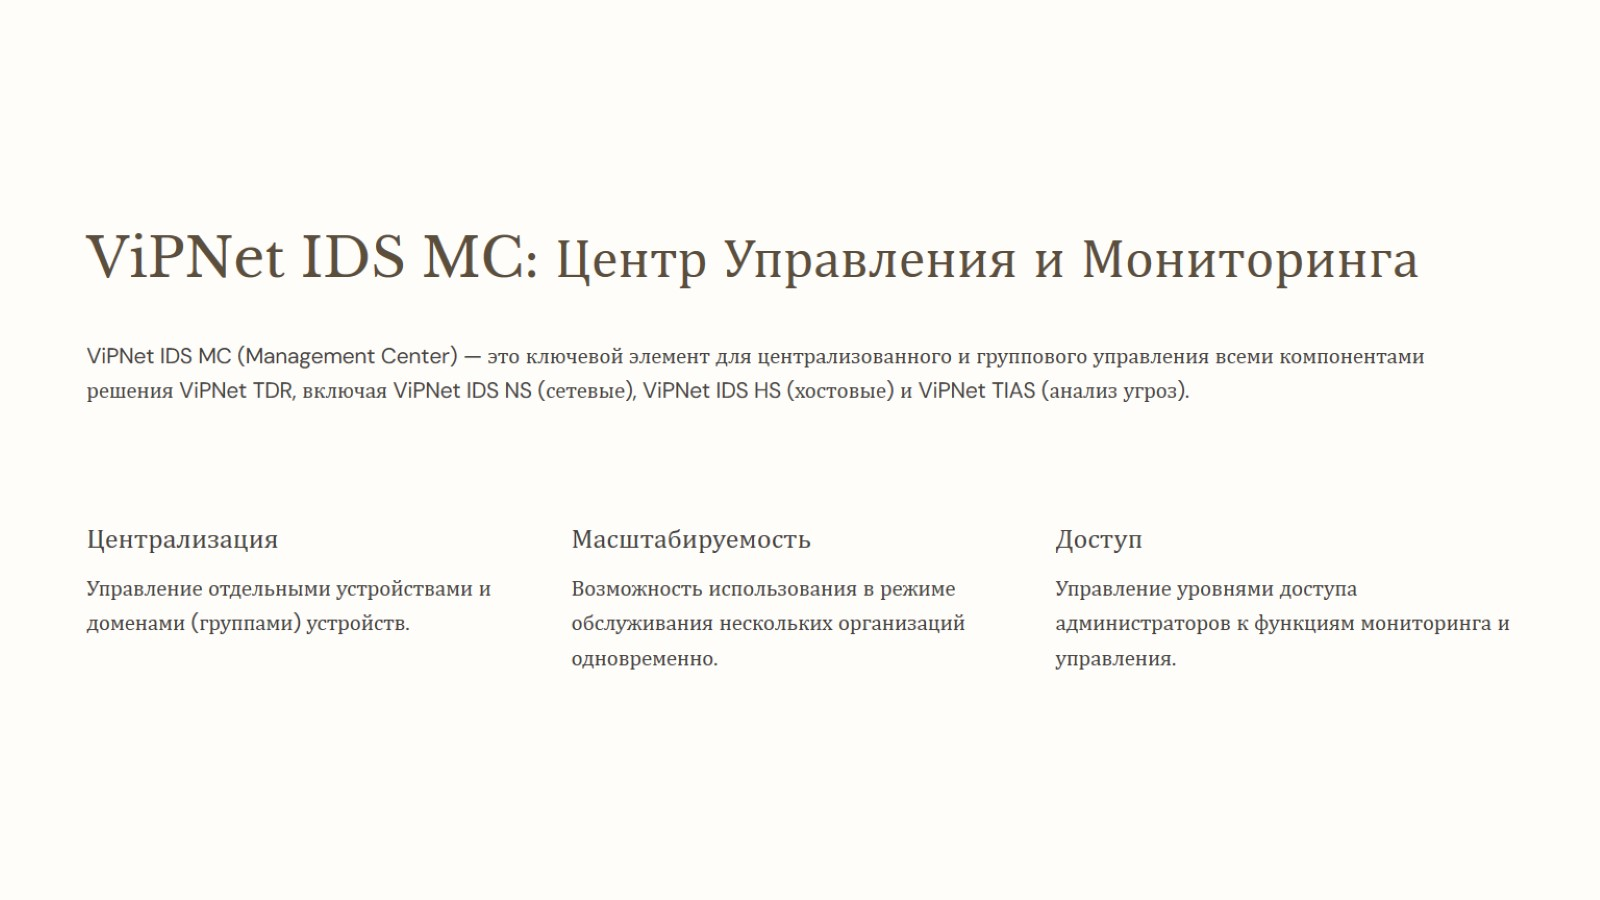 ViPNet IDS MC: Центр Управления и Мониторинга
ViPNet IDS MC (Management Center) — это ключевой элемент для централизованного и группового управления всеми компонентами
решения ViPNet TDR, включая ViPNet IDS NS (сетевые), ViPNet IDS HS (хостовые) и ViPNet TIAS (анализ угроз).
Централизация
Управление отдельными устройствами и
доменами (группами) устройств.
Масштабируемость
Возможность использования в режиме
обслуживания нескольких организаций
одновременно.
Доступ
Управление уровнями доступа
администраторов к функциям мониторинга и
управления.